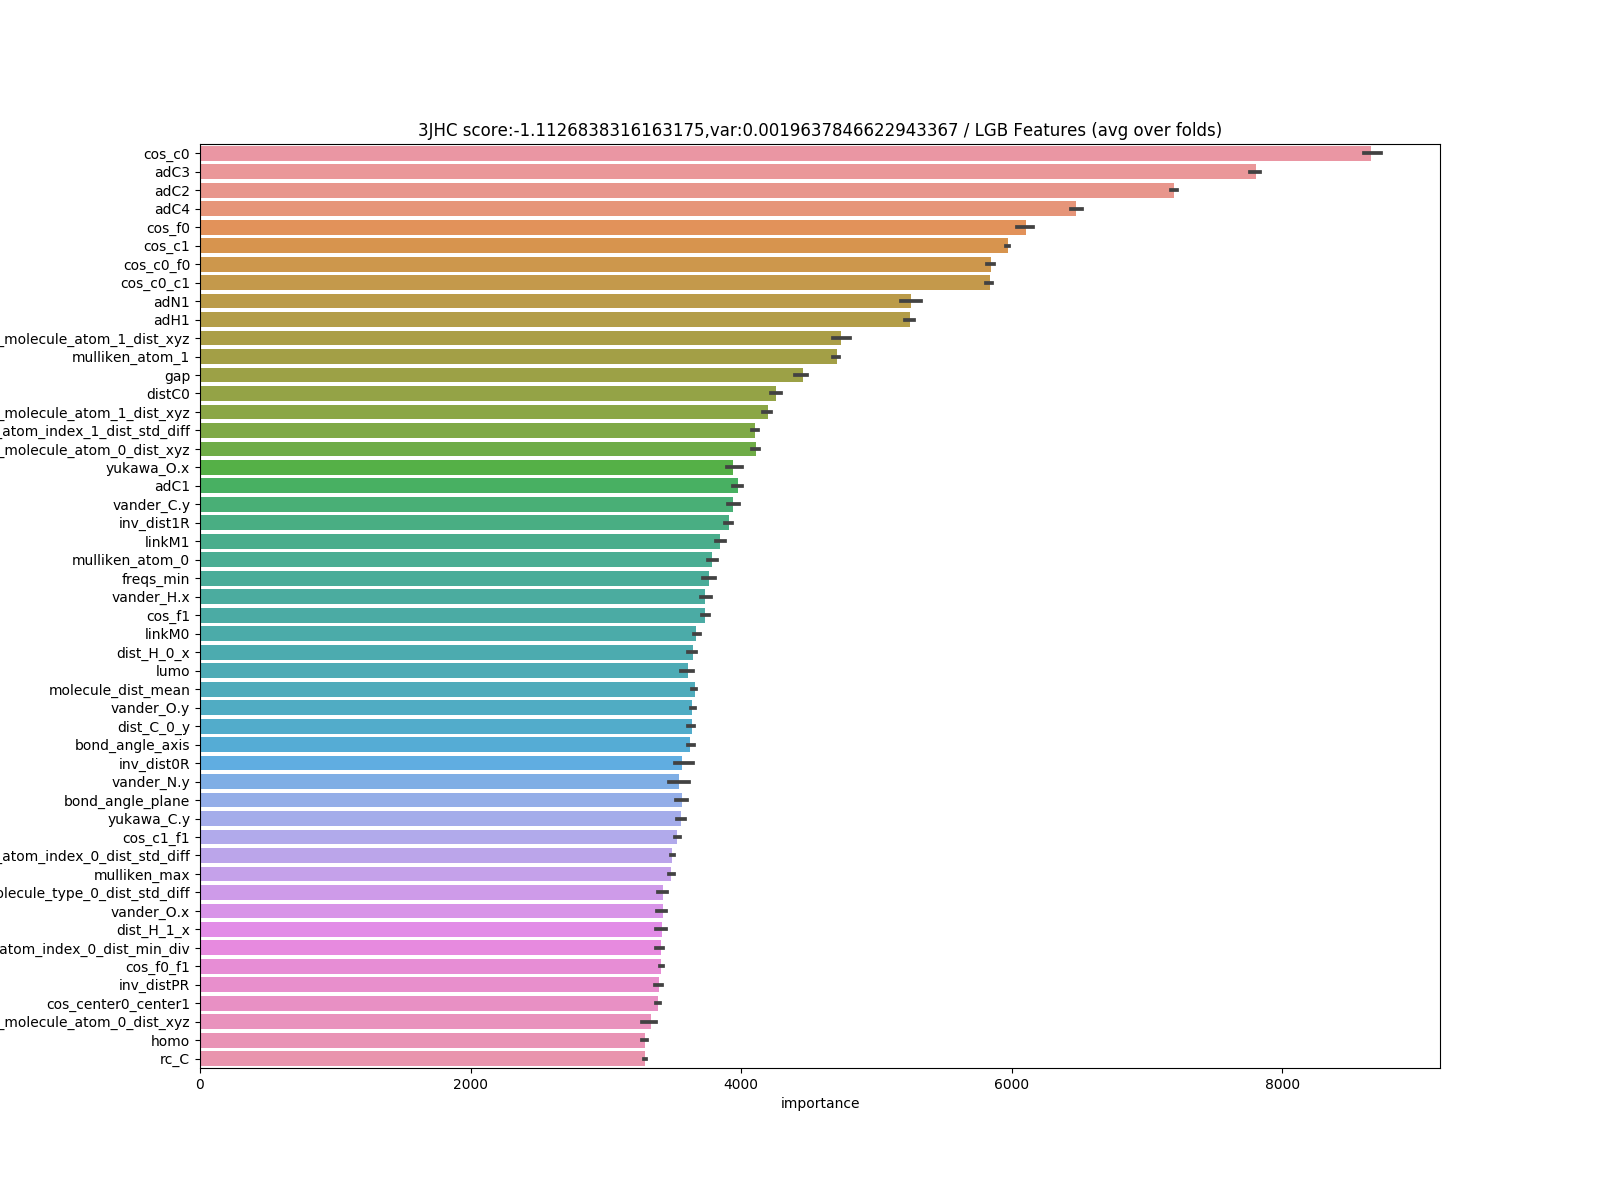 3JHC score:-1.1126838316163175,var:0.0019637846622943367 / LGB Features (avg over folds)
cos_c0
adC3
adC2
adC4
cos_f0
cos_c1
cos_c0_f0
cos_c0_c1
adN1
adH1
_molecule_atom_1_dist_xyz
mulliken_atom_1
gap
distC0
_molecule_atom_1_dist_xyz
_atom_index_1_dist_std_diff
_molecule_atom_0_dist_xyz
yukawa_O.x
adC1
vander_C.y
inv_dist1R
linkM1
mulliken_atom_0
freqs_min
vander_H.x
cos_f1
linkM0
dist_H_0_x
lumo
molecule_dist_mean
vander_O.y
dist_C_0_y
bond_angle_axis
inv_dist0R
vander_N.y
bond_angle_plane
yukawa_C.y
cos_c1_f1
_atom_index_0_dist_std_diff
mulliken_max
olecule_type_0_dist_std_diff
vander_O.x
dist_H_1_x
atom_index_0_dist_min_div
cos_f0_f1
inv_distPR
cos_center0_center1
_molecule_atom_0_dist_xyz
homo
rc_C
0 2000 4000 6000 8000
importance